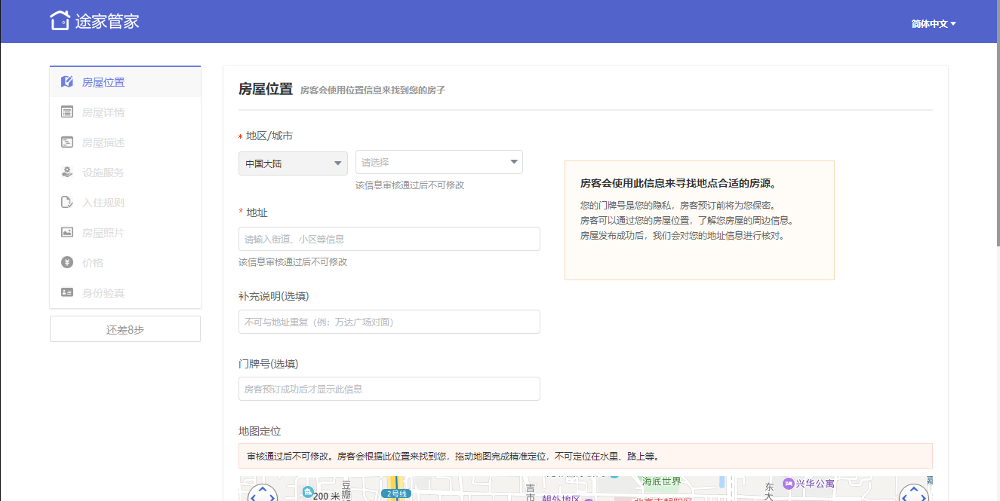 途家管家
简体中文
房屋位置
房屋详情
房屋描述
设施服务
入住规则
房屋照片
价格
身份验真
还差8步
房屋位置 房客会使用位置信息来找到您的房子
* 地区/城市
中国大陆 请选择
该信息审核通过后不可修改
* 地址
请输入街道、小区等信息
该信息审核通过后不可修改
补充说明(选填)
不可与地址重复（例：万达广场对面）
门牌号(选填)
房客预订成功后才显示此信息
房客会使用此信息来寻找地点合适的房源。
您的门牌号是您的隐私，房客预订前将为您保密。
房客可以通过您的房屋位置，了解您房屋的周边信息。
房屋发布成功后，我们会对您的地址信息进行核对。
地图定位
审核通过后不可修改。房客会根据此位置来找到您，拖动地图完成精准定位，不可定位在水里、路上等。
海底世界
兴华公寓
200 米
豆瓣
2号线
吉市
朝外地区
东大